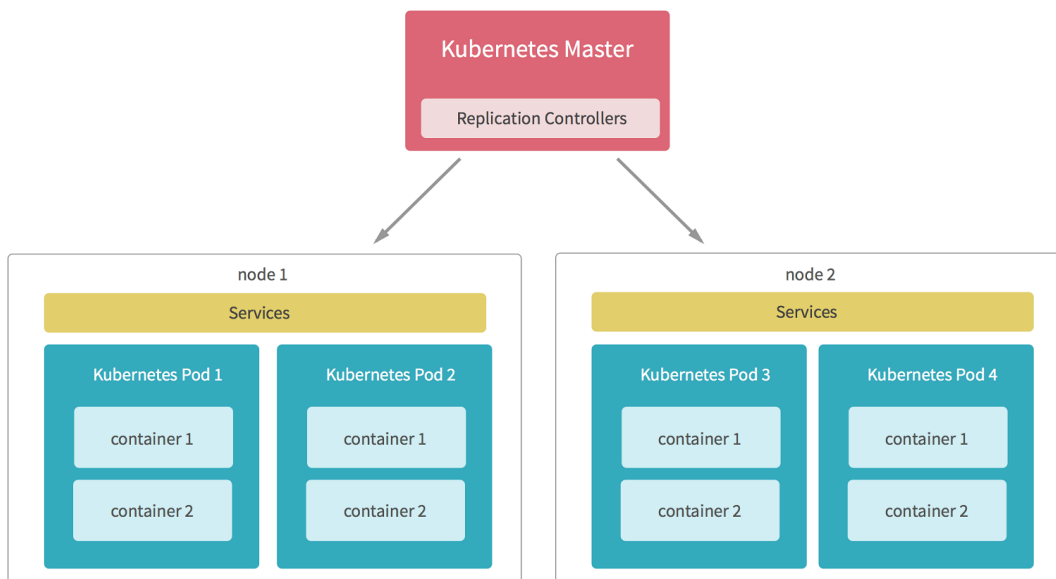 Kubernetes Master
Replication Controllers
node 1
Services
Kubernetes Pod 1
Kubernetes Pod 2
container 1
container 1
container 2
container 2
node 2
Services
Kubernetes Pod 3
Kubernetes Pod 4
container 1
container 1
container 2
container 2